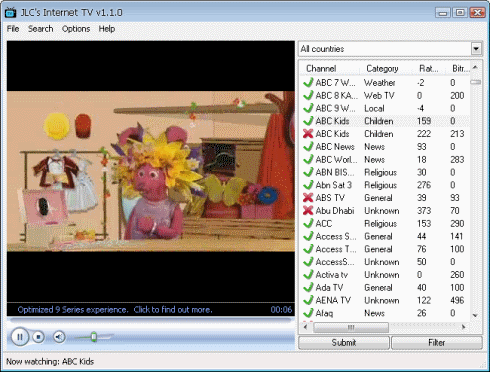 JLC's Internet TV v1.1.0
File Search Options Help
All countries
Channel Category Rat... Bitr...
ABC 7 W... Weather -2 0
ABC 8 KA... Web TV 0 200
ABC 9 W... Local -4 0
ABC Kids Children 159 0
ABC Kids Children 222 213
ABC News News 93 0
ABC Worl... News 18 283
ABN BIS... Religious 30 0
Abn Sat 3 Religious 276 0
ABS TV General 39 93
Abu Dhabi Unknown 373 70
ACC Religious 153 290
Access S... General 44 141
Access T... General 76 100
AccessS... Unknown 50 0
Activa tv Unknown 0 260
Ada TV General 40 100
AENA TV Unknown 122 496
Afaq News 26 0
Optimized 9 Series experience. Click to find out more. 00:06
Submit Filter
Now watching: ABC Kids